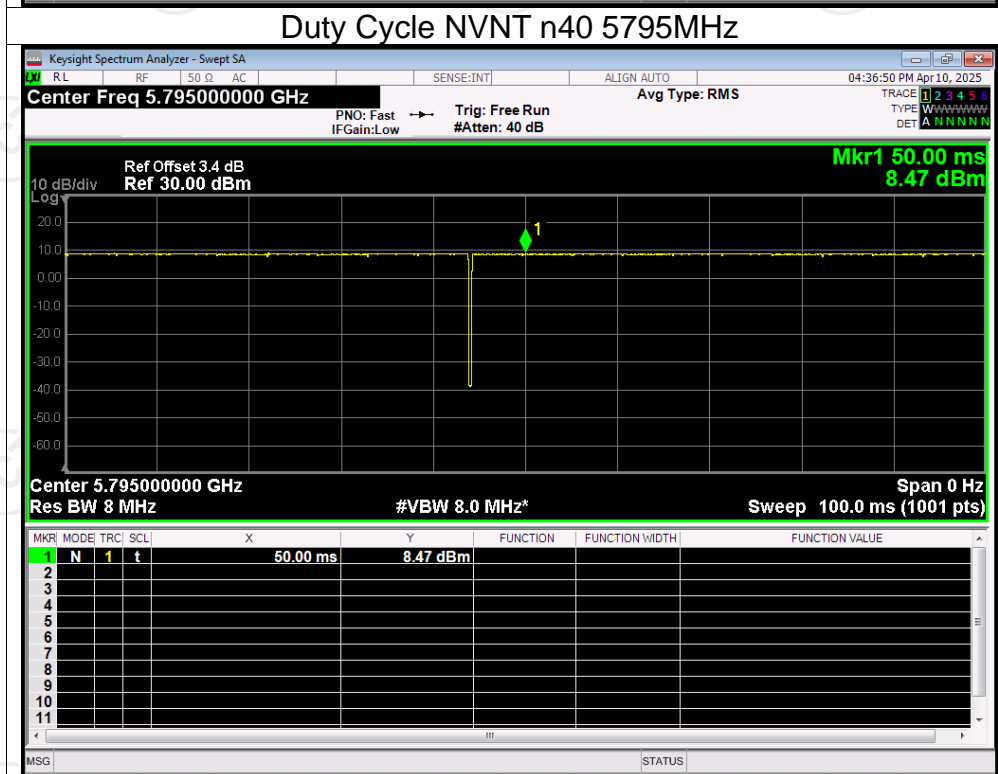 Duty Cycle NVNT n40 5795MHz
Keysight Spectrum Analyzer - Swept SA
LXI RL RF 50 Ω AC SENSE:INT ALIGN AUTO 04:36:50 PM Apr 10, 2025
Center Freq 5.795000000 GHz
PNO: Fast
IFGain:Low
Trig: Free Run
#Atten: 40 dB
Avg Type: RMS
TRACE 1 2 3 4 5 6
TYPE WWWWWW
DET A N N N N N
Mkr1 50.00 ms
8.47 dBm
Ref Offset 3.4 dB
10 dB/div Ref 30.00 dBm
Log
20.0
10.0
0.00
-10.0
-20.0
-30.0
-40.0
-50.0
-60.0
1
Center 5.795000000 GHz Span 0 Hz
Res BW 8 MHz #VBW 8.0 MHz* Sweep 100.0 ms (1001 pts)
MKR MODE TRC SCL X Y FUNCTION FUNCTION WIDTH FUNCTION VALUE
1 N 1 t 50.00 ms 8.47 dBm
2
3
4
5
6
7
8
9
10
11
MSG STATUS